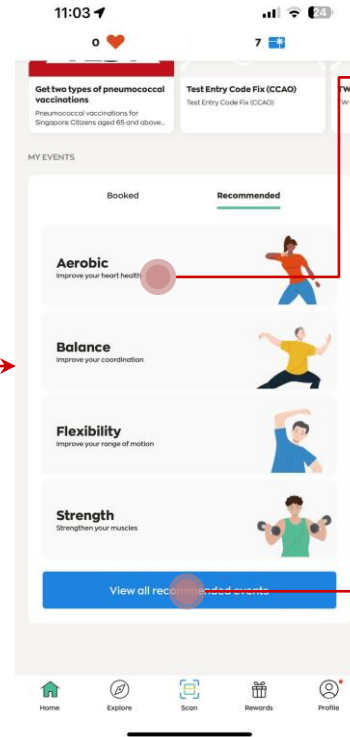 11:03
24
0
7
Get two types of pneumococcal
vaccinations
Pneumococcal vaccinations for
Singapore Citizens aged 65 and above...
Test Entry Code Fix (CCAO)
Test Entry Code Fix (CCAO)
TW
TW
MY EVENTS
Booked
Recommended
Aerobic
Improve your heart health
Balance
Improve your coordination
Flexibility
Improve your range of motion
Strength
Strengthen your muscles
View all recommended events
Home
Explore
Scan
Rewards
Profile